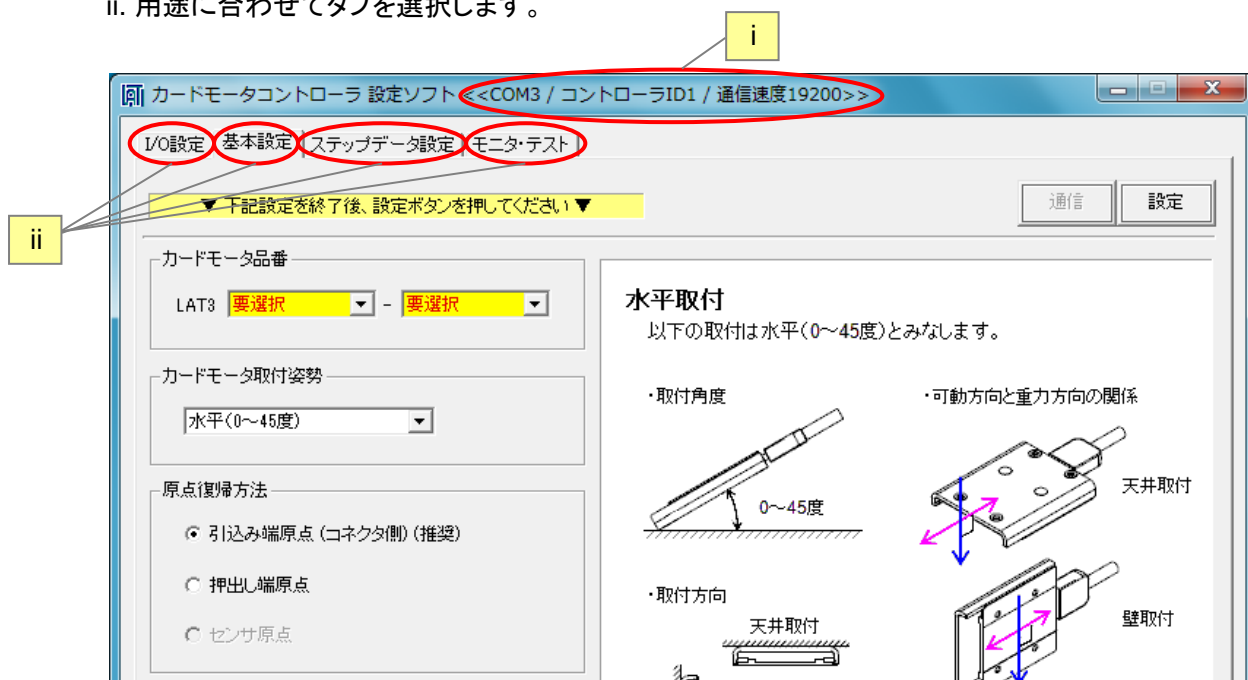 ii. 用途に合わせてタブを選択します。
i
カードモータコントローラ 設定ソフト <<COM3 / コントローラID1 / 通信速度19200>>
I/O設定 基本設定 ステップデータ設定 モニタ・テスト
▼ 下記設定を終了後、設定ボタンを押してください ▼
通信 設定
ii
カードモータ品番
LAT3 要選択 - 要選択
カードモータ取付姿勢
水平(0~45度)
原点復帰方法
引込み端原点 (コネクタ側) (推奨)
押出し端原点
センサ原点
水平取付
以下の取付は水平(0~45度)とみなします。
・取付角度
0~45度
・可動方向と重力方向の関係
天井取付
・取付方向
天井取付
壁取付